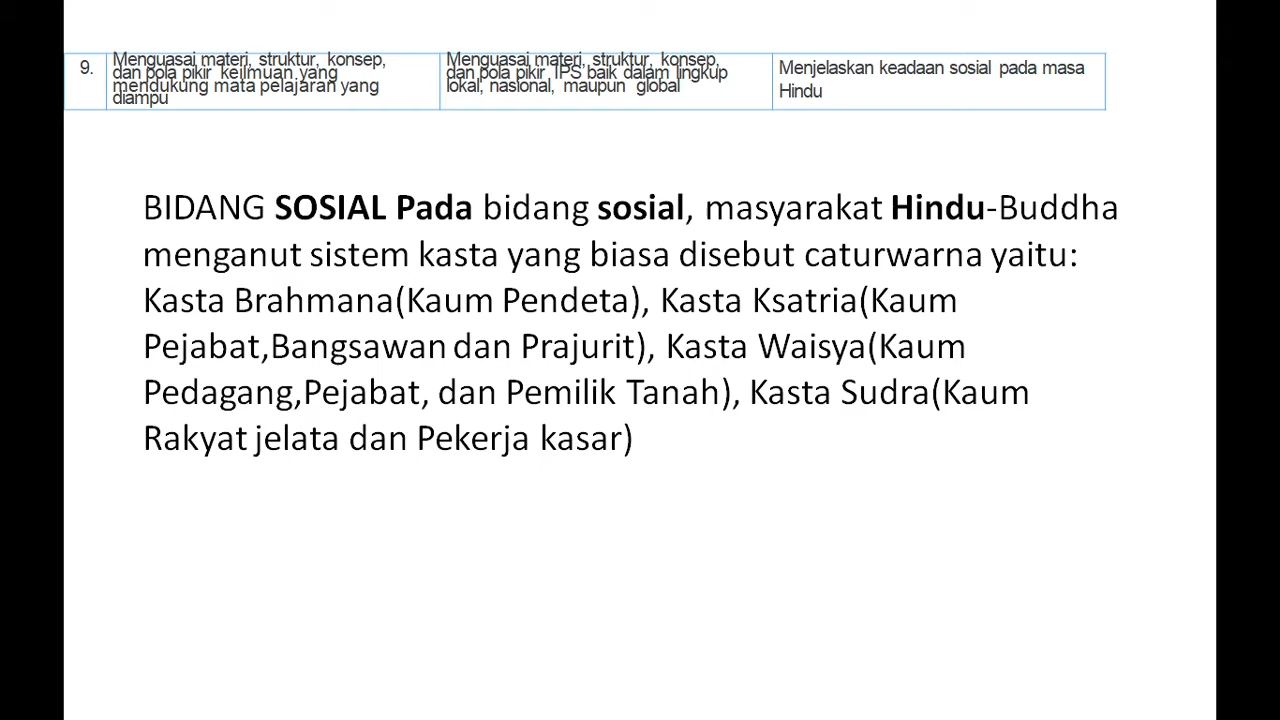 9.
Menguasai materi, struktur, konsep,
dan pola pikir keilmuan yang
mendukung mata pelajaran yang
diampu
Menguasai materi, struktur, konsep,
dan pola pikir IPS baik dalam lingkup
lokal, nasional, maupun global
Menjelaskan keadaan sosial pada masa
Hindu
BIDANG SOSIAL Pada bidang sosial, masyarakat Hindu-Buddha
menganut sistem kasta yang biasa disebut caturwarna yaitu:
Kasta Brahmana(Kaum Pendeta), Kasta Ksatria(Kaum
Pejabat,Bangsawan dan Prajurit), Kasta Waisya(Kaum
Pedagang,Pejabat, dan Pemilik Tanah), Kasta Sudra(Kaum
Rakyat jelata dan Pekerja kasar)